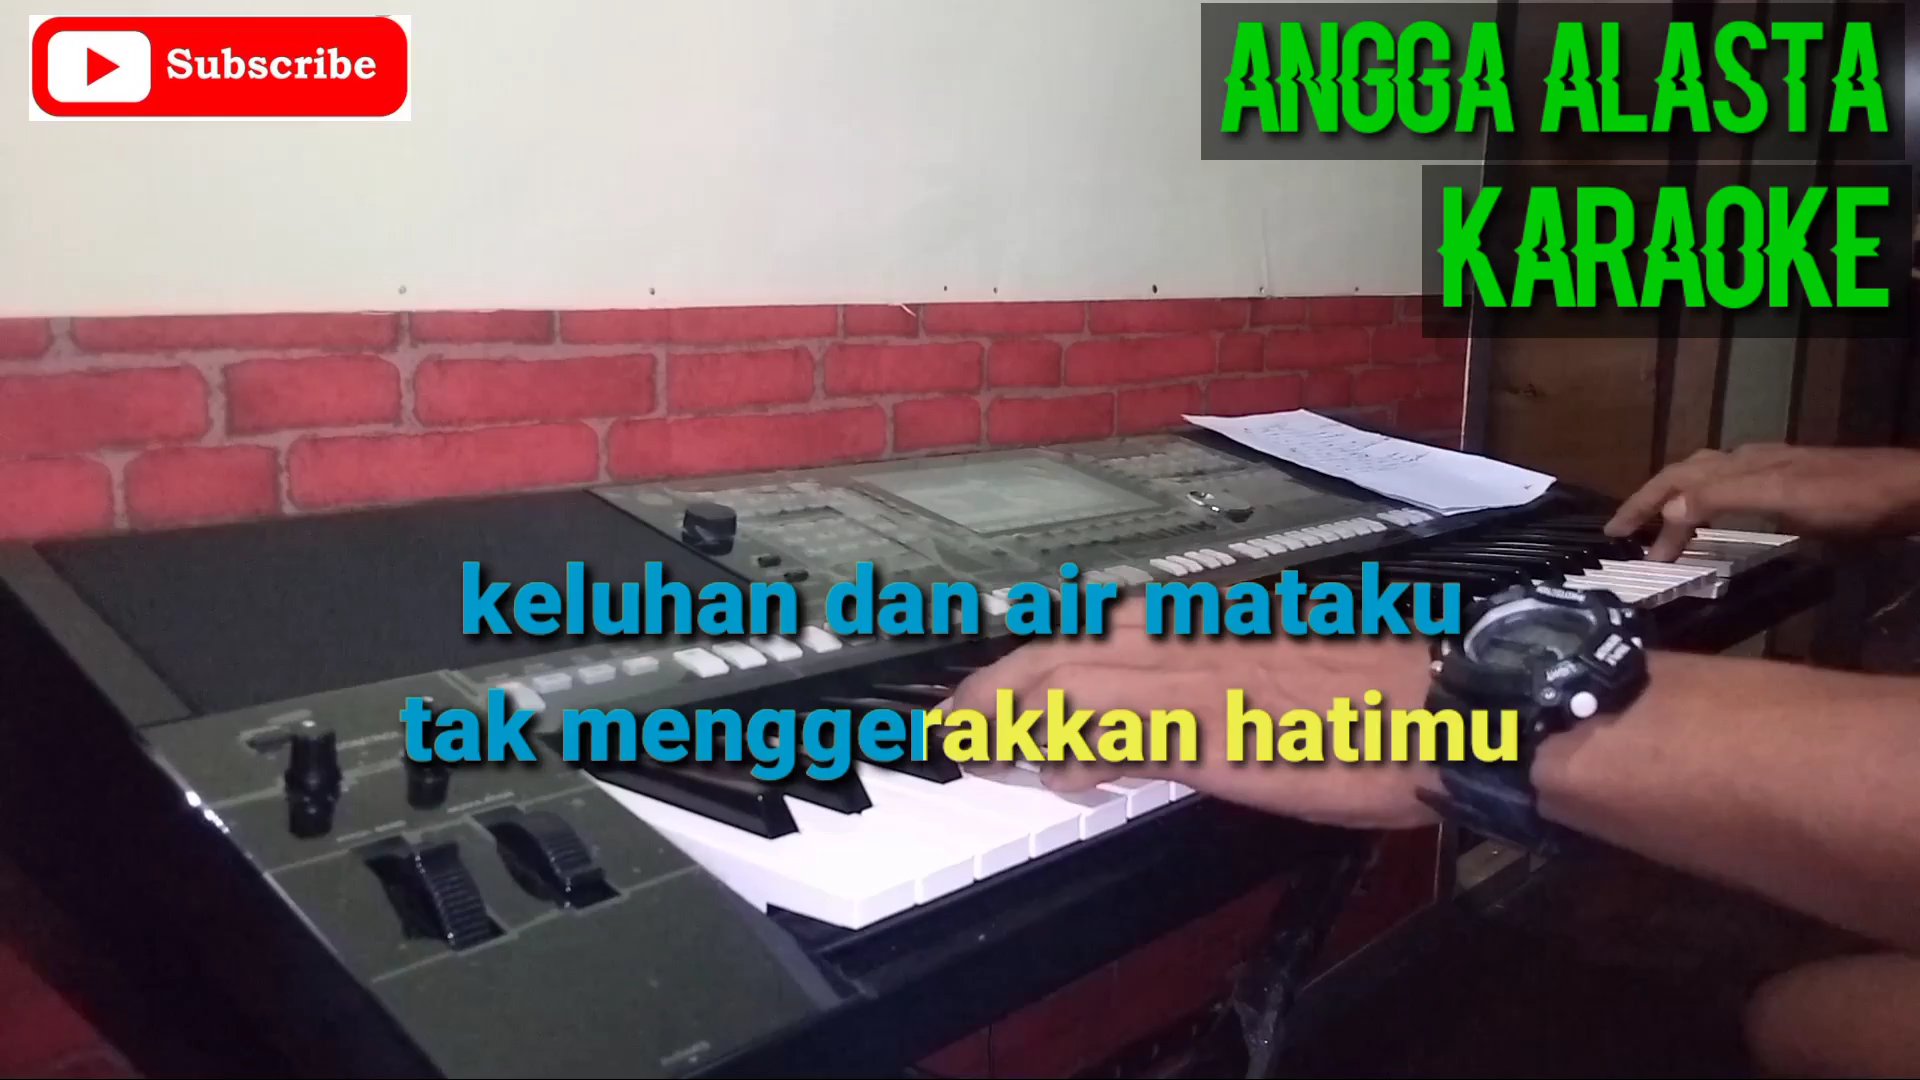 Subscribe
ANGGA ALASTA
KARAOKE
keluhan dan air mataku
tak menggerakkan hatimu